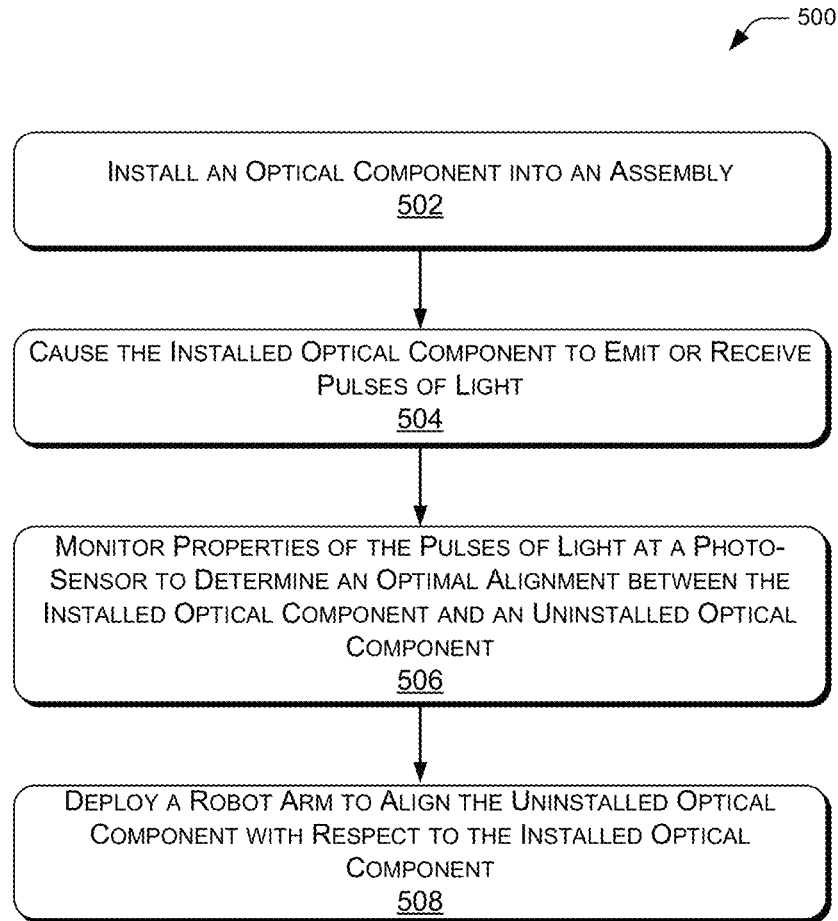 500
INSTALL AN OPTICAL COMPONENT INTO AN ASSEMBLY
502
CAUSE THE INSTALLED OPTICAL COMPONENT TO EMIT OR RECEIVE
PULSES OF LIGHT
504
MONITOR PROPERTIES OF THE PULSES OF LIGHT AT A PHOTO-
SENSOR TO DETERMINE AN OPTIMAL ALIGNMENT BETWEEN THE
INSTALLED OPTICAL COMPONENT AND AN UNINSTALLED OPTICAL
COMPONENT
506
DEPLOY A ROBOT ARM TO ALIGN THE UNINSTALLED OPTICAL
COMPONENT WITH RESPECT TO THE INSTALLED OPTICAL
COMPONENT
508